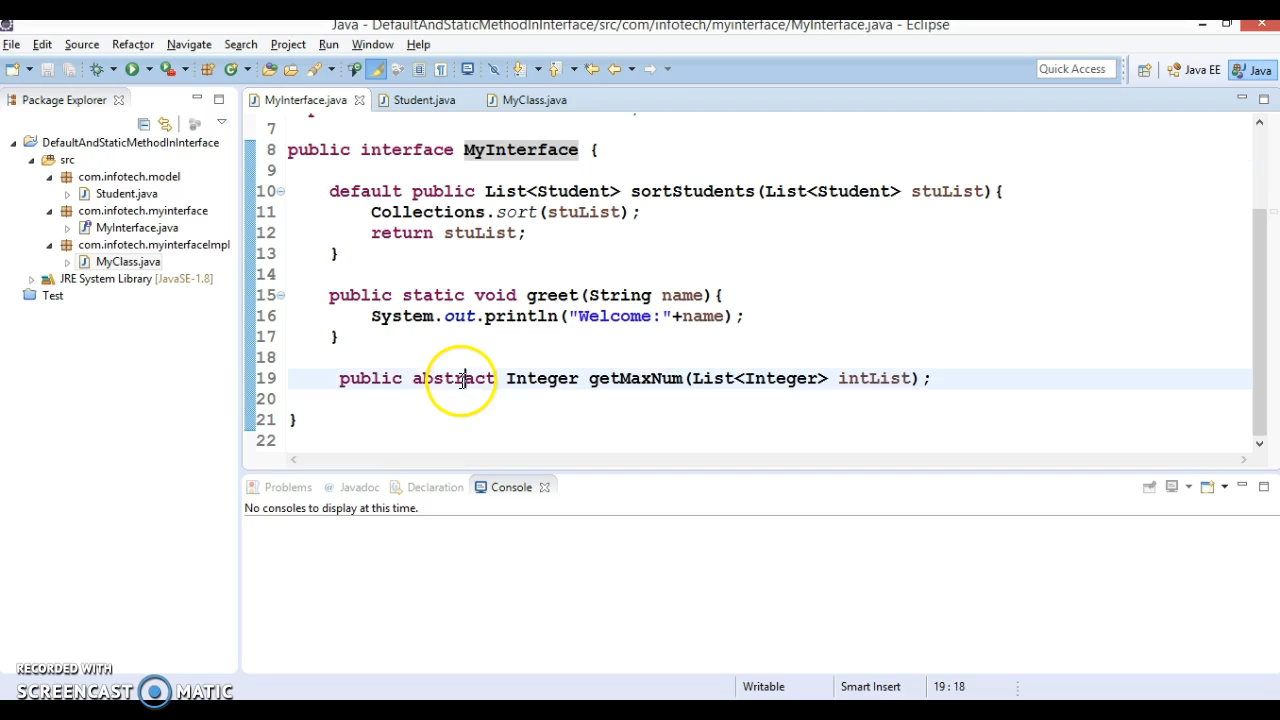 Java - DefaultAndStaticMethodInInterface/src/com/infotech/myinterface/MyInterface.java - Eclipse
File Edit Source Refactor Navigate Search Project Run Window Help
Quick Access Java EE Java
Package Explorer
MyInterface.java Student.java MyClass.java
DefaultAndStaticMethodInInterface
src
com.infotech.model
Student.java
com.infotech.myinterface
MyInterface.java
com.infotech.myinterfaceImpl
MyClass.java
JRE System Library [JavaSE-1.8]
Test
7
8 public interface MyInterface {
9
10 default public List<Student> sortStudents(List<Student> stuList){
11 Collections.sort(stuList);
12 return stuList;
13 }
14
15 public static void greet(String name){
16 System.out.println("Welcome:"+name);
17 }
18
19 public abstract Integer getMaxNum(List<Integer> intList);
20
21 }
22
Problems Javadoc Declaration Console
No consoles to display at this time.
Writable Smart Insert 19 : 18
RECORDED WITH
SCREENCAST MATIC